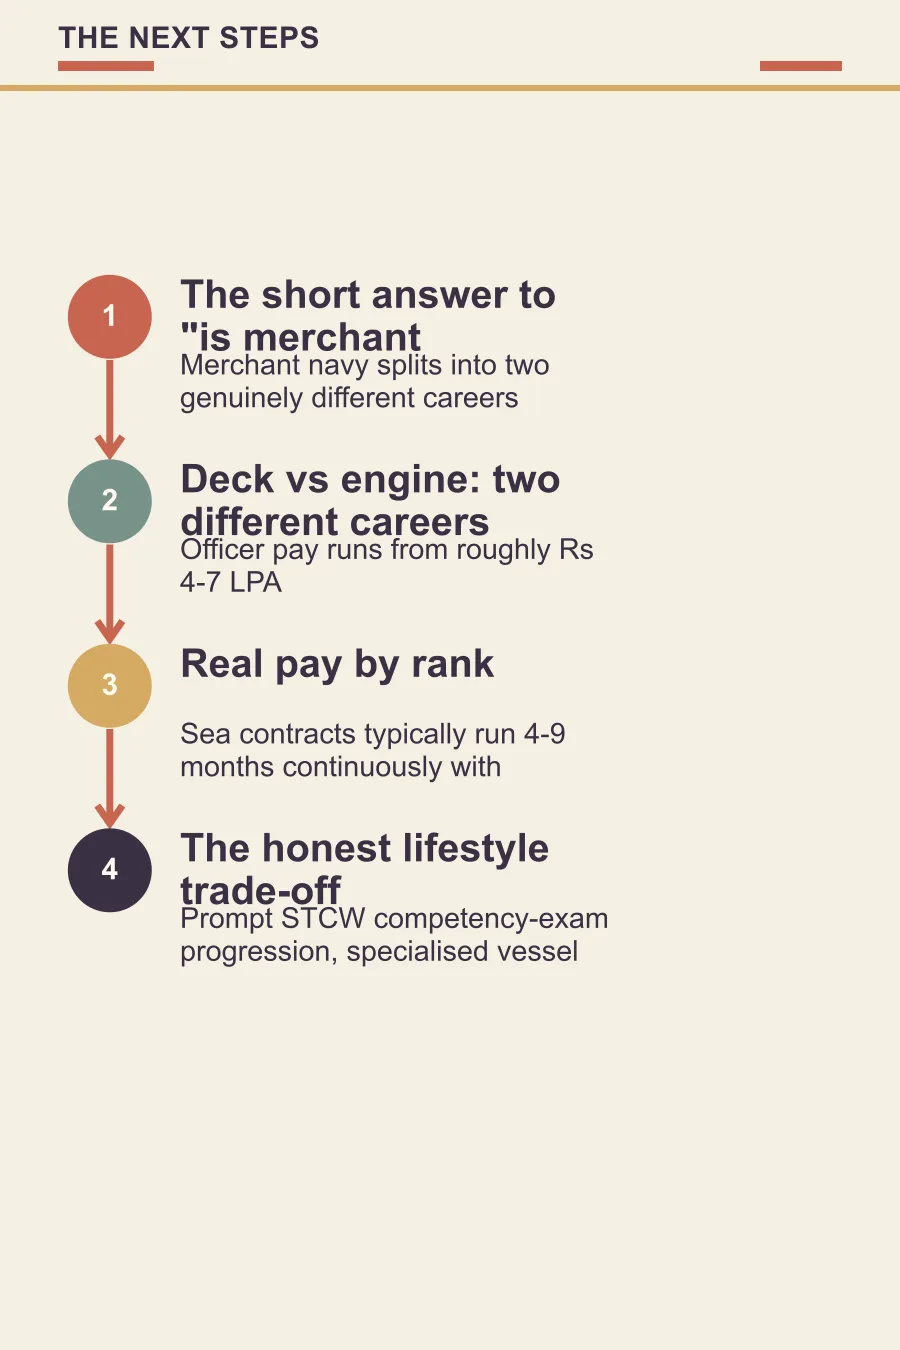 THE NEXT STEPS
1
The short answer to
"is merchant
Merchant navy splits into two
genuinely different careers
2
Deck vs engine: two
different careers
Officer pay runs from roughly Rs
4-7 LPA
3
Real pay by rank
Sea contracts typically run 4-9
months continuously with
4
The honest lifestyle
trade-off
Prompt STCW competency-exam
progression, specialised vessel